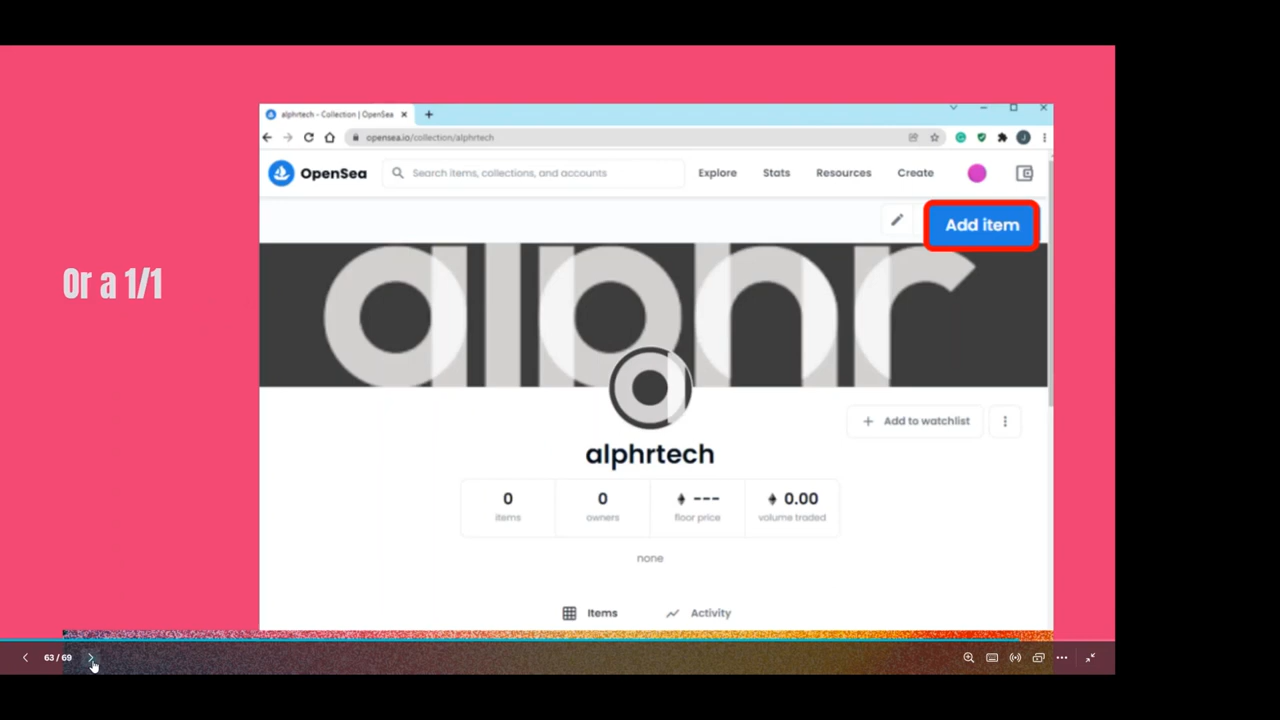 alphrtech - Collection | OpenSea
opensea.io/collection/alphrtech
OpenSea
Search items, collections, and accounts
Explore
Stats
Resources
Create
Add item
Or a 1/1
alphr
a
Add to watchlist
alphrtech
0
0
---
0.00
items
owners
floor price
volume traded
none
Items
Activity
63 / 69